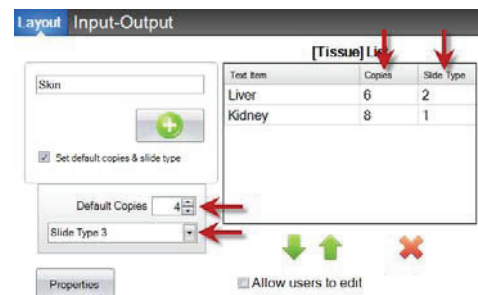 Layout Input-Output
[Tissue] List
Skin
Set default copies & slide type
Default Copies 4
Slide Type 3
Properties
Text Item Copies Slide Type
Liver 6 2
Kidney 8 1
Allow users to edit